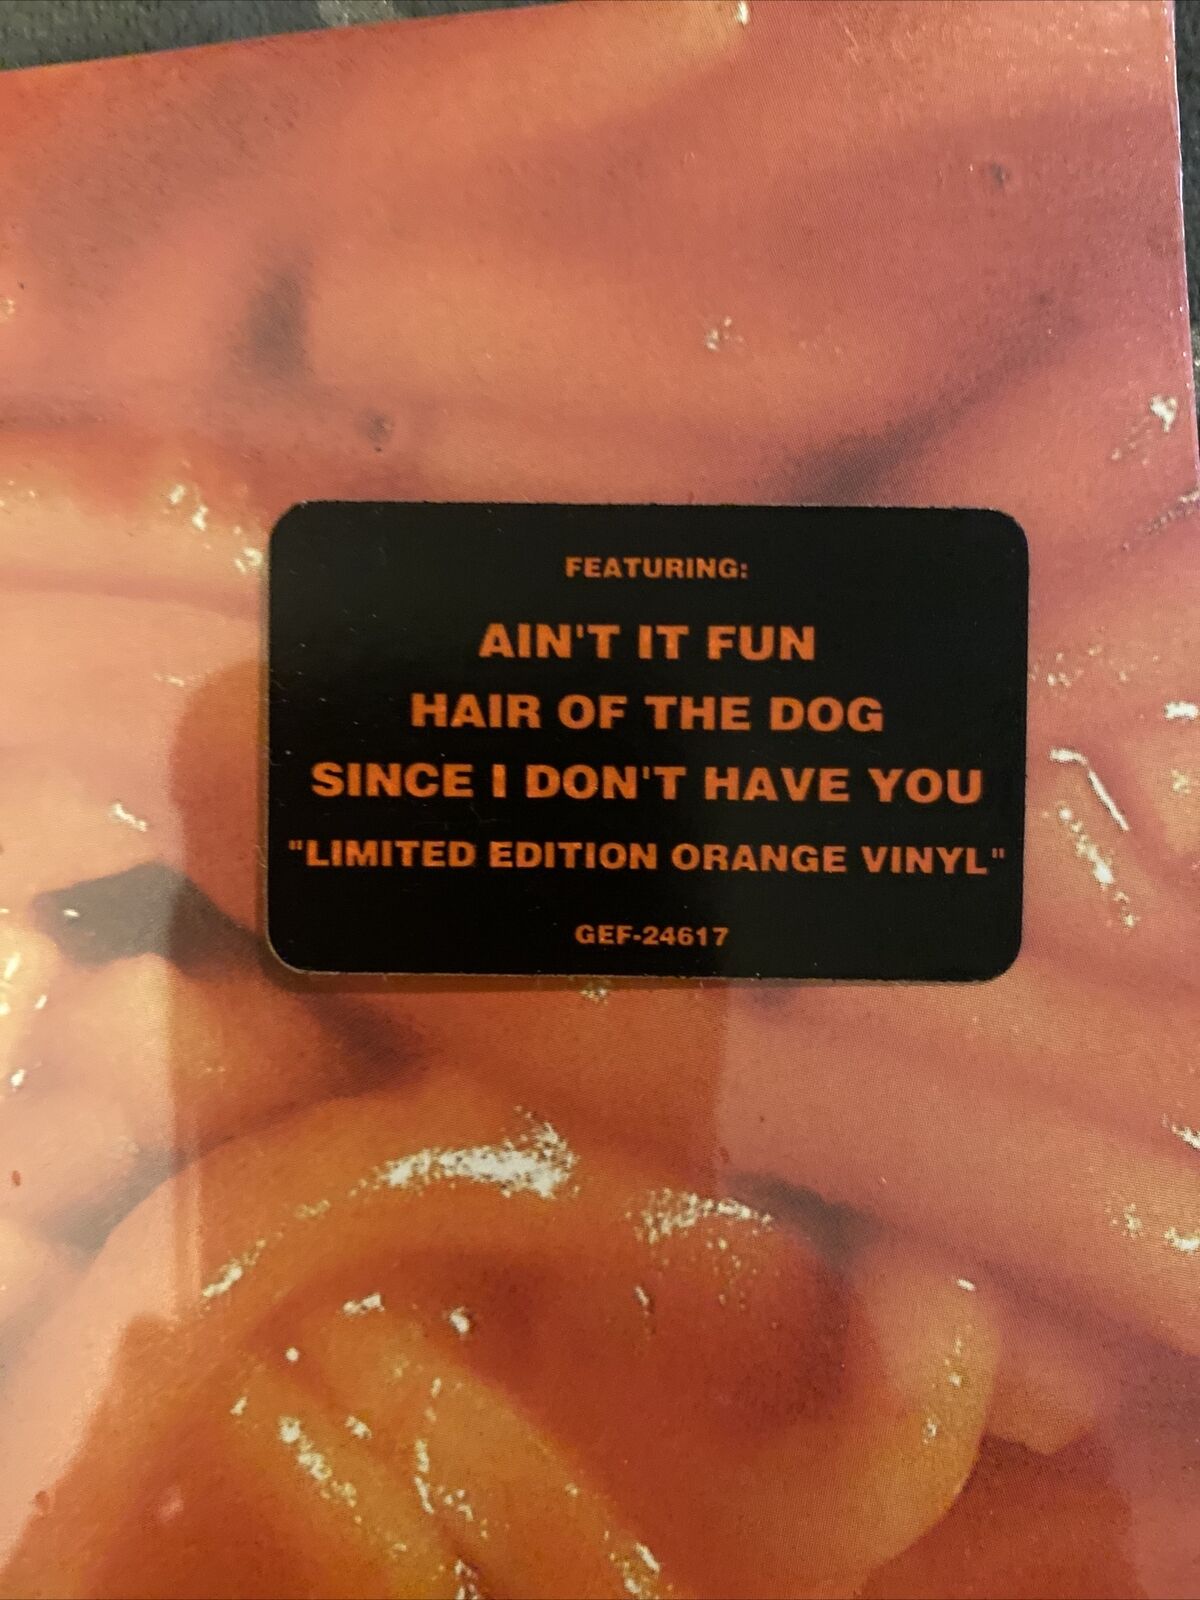 FEATURING:
AIN'T IT FUN
HAIR OF THE DOG
SINCE I DON'T HAVE YOU
"LIMITED EDITION ORANGE VINYL"
GEF-24617